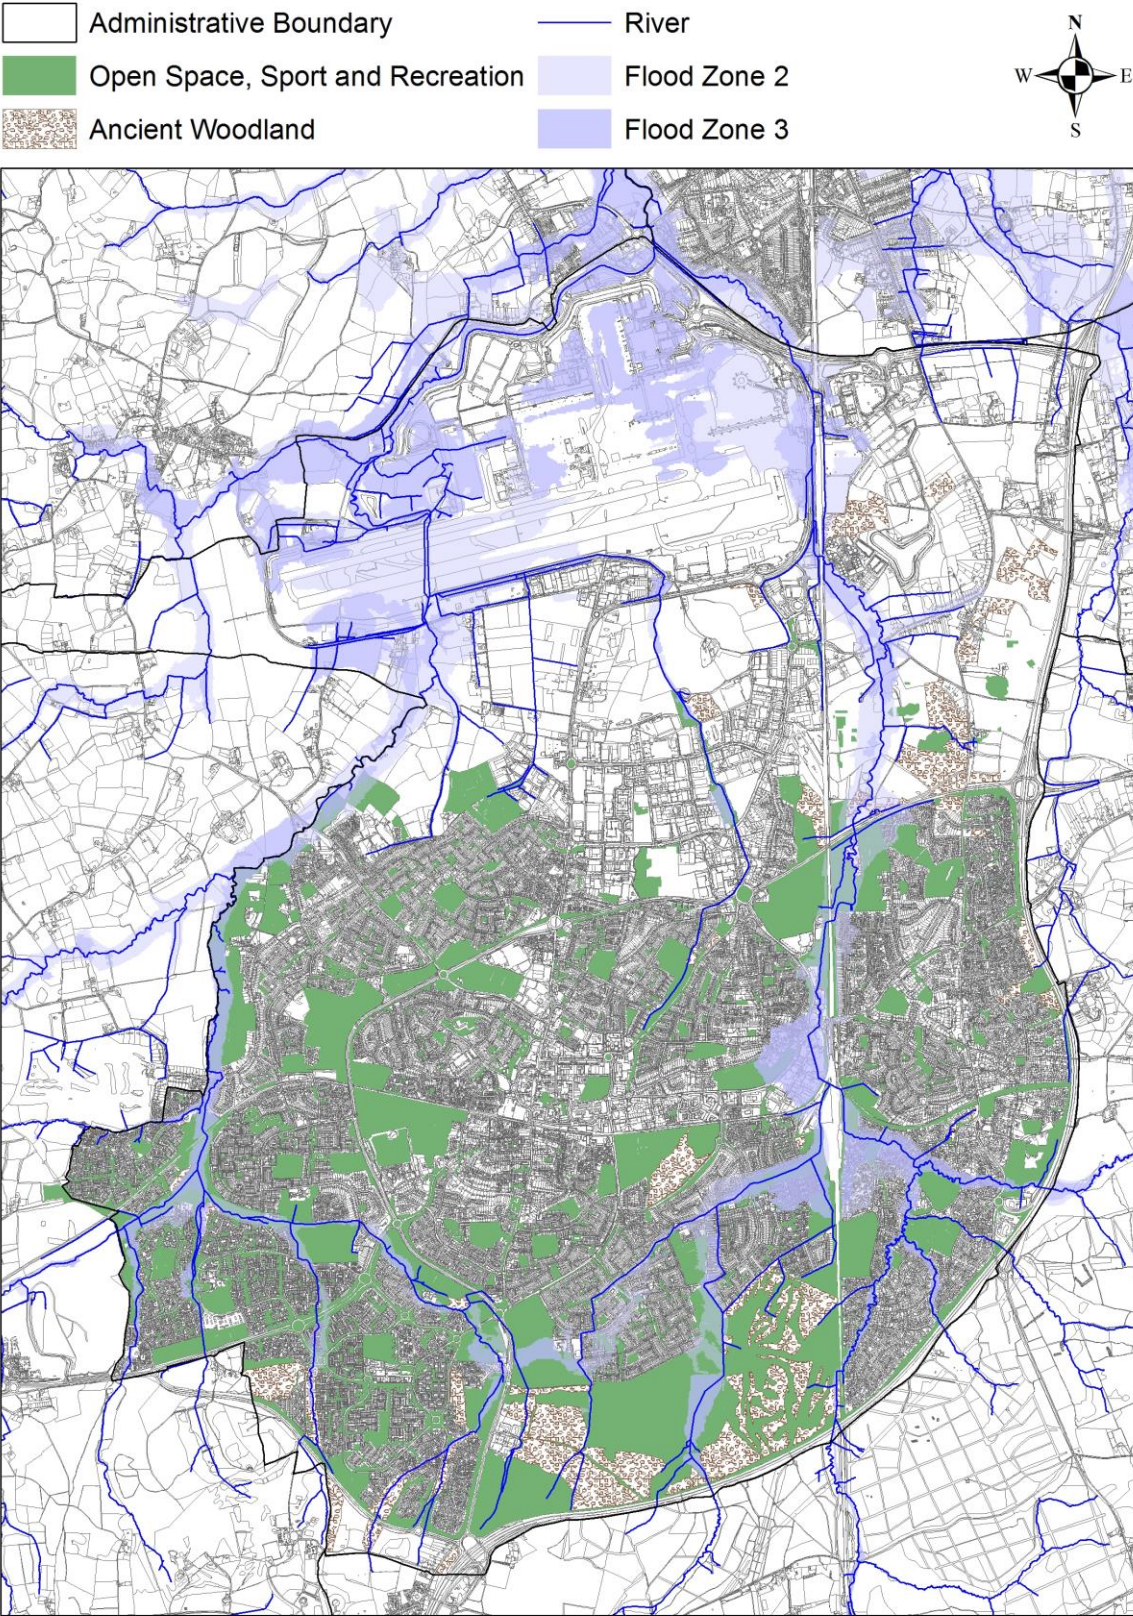 Administrative Boundary
River
Open Space, Sport and Recreation
Flood Zone 2
Ancient Woodland
Flood Zone 3
N
W
E
S